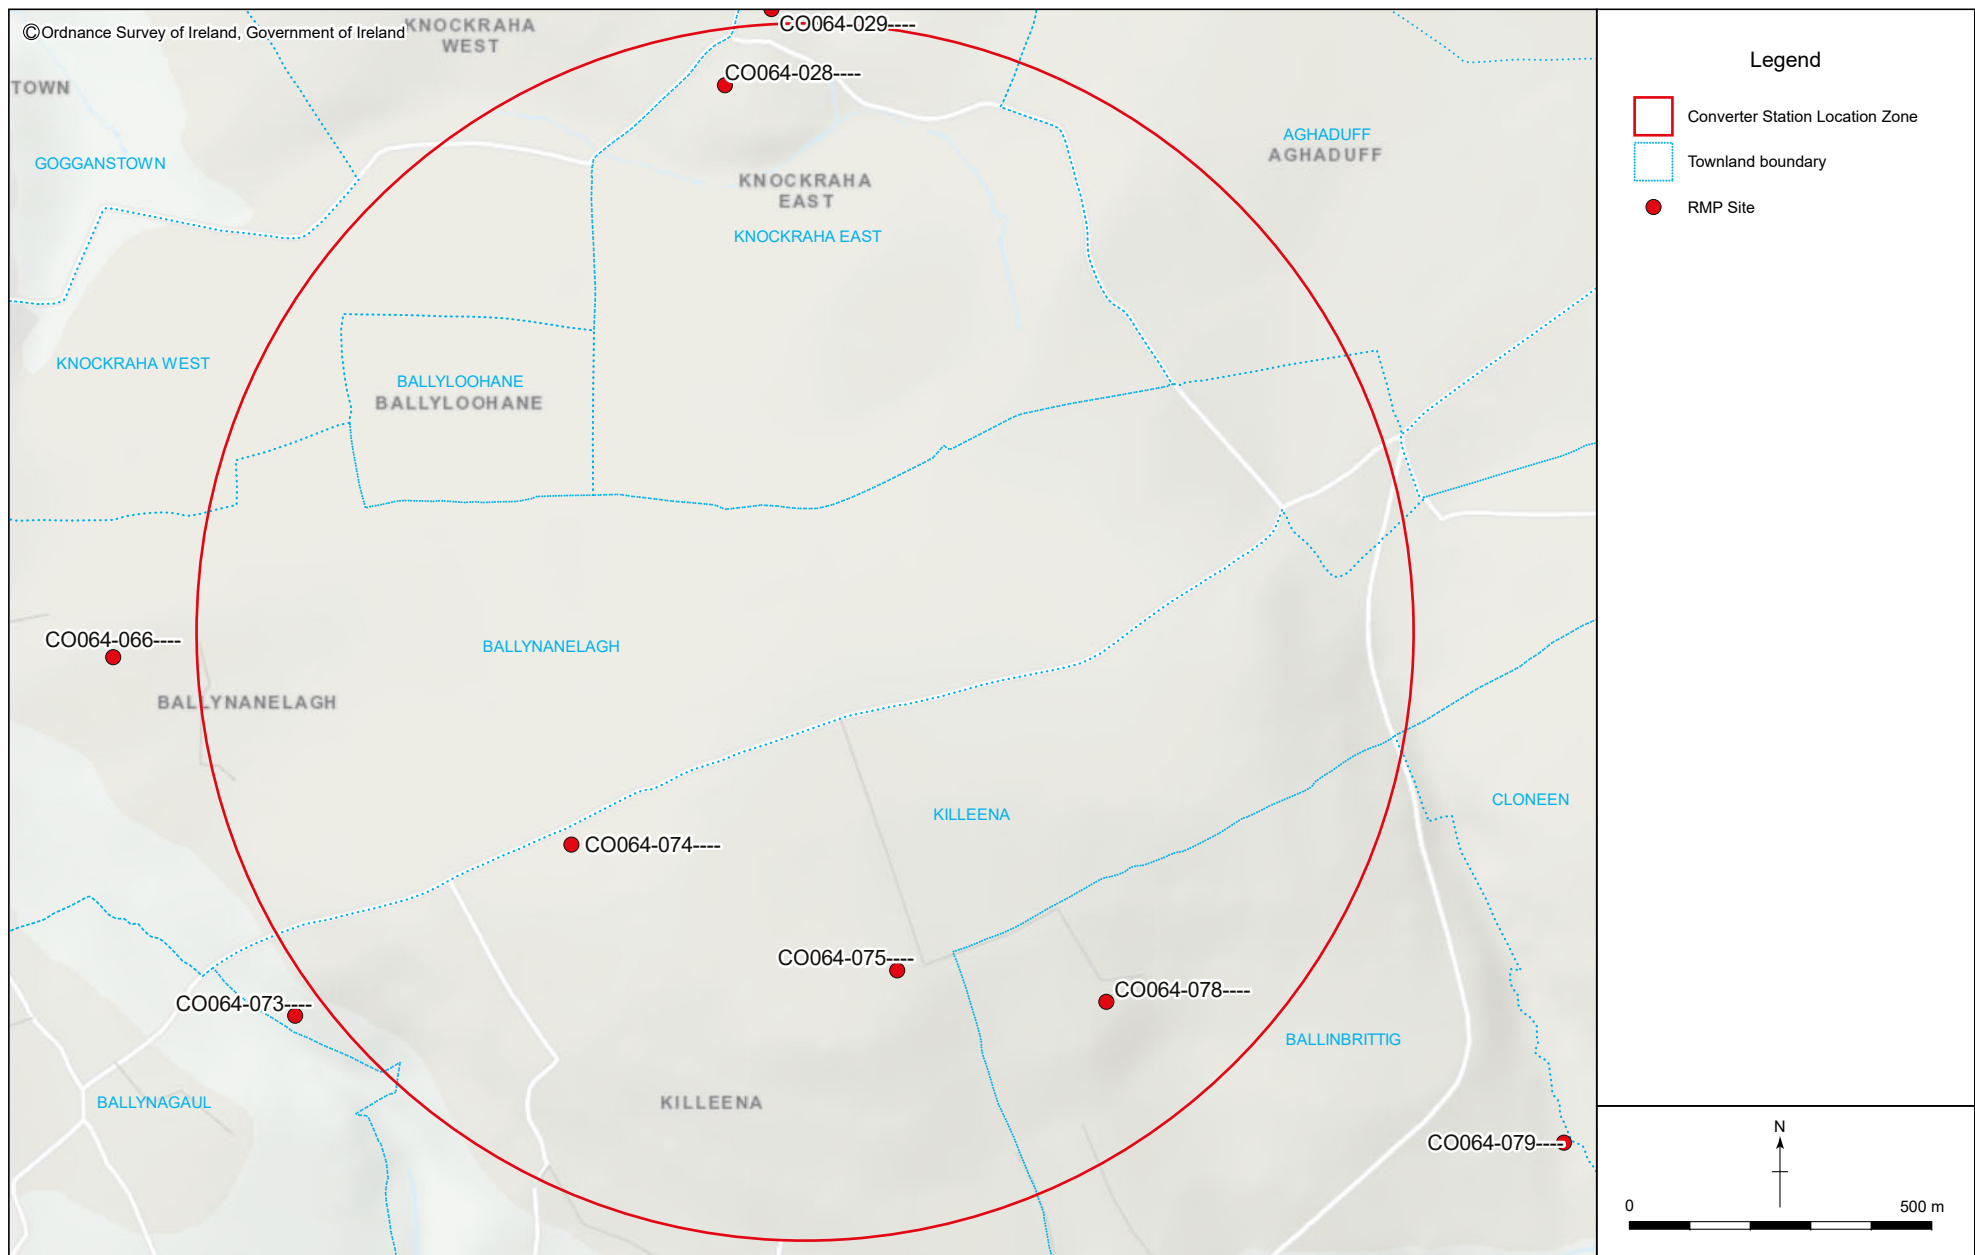 ©Ordnance Survey of Ireland, Government of Ireland
KNOCKRAHA
WEST
CO064-029----
CO064-028----
TOWN
GOGGANSTOWN
AGHADUFF
AGHADUFF
KNOCKRAHA
EAST
KNOCKRAHA EAST
KNOCKRAHA WEST
BALLYLOOHANE
BALLYLOOHANE
CO064-066----
BALLYNANELAGH
BALLYNANELAGH
KILLEENA
CLONEEN
CO064-074----
CO064-075----
CO064-078----
CO064-073----
BALLINBRITTIG
BALLYNAGAUL
KILLEENA
CO064-079----
Legend
Converter Station Location Zone
Townland boundary
RMP Site
N
0
500 m